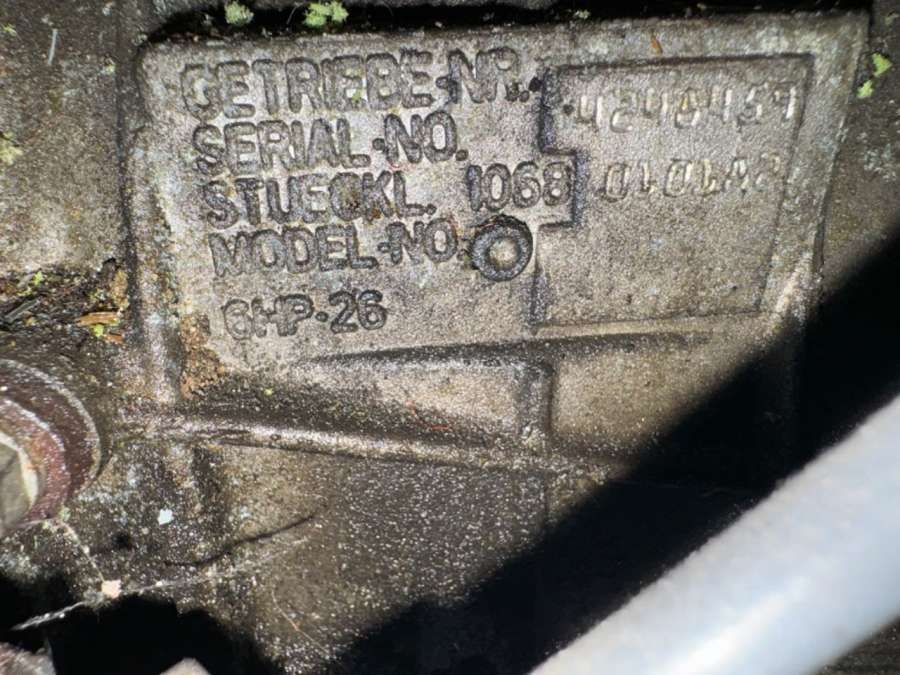 GETRIEBE-NR.
SERIAL-NO.
STUECKL. 1068
MODEL-NO.
6HP-26